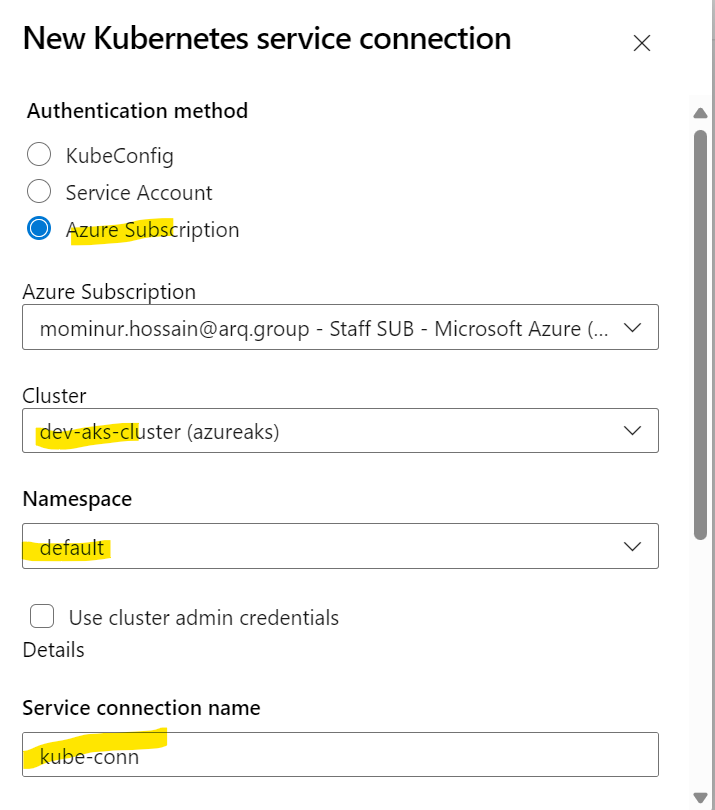 New Kubernetes service connection
Authentication method
KubeConfig
Service Account
Azure Subscription
Azure Subscription
mominur.hossain@arq.group - Staff SUB - Microsoft Azure (...
Cluster
dev-aks-cluster (azureaks)
Namespace
default
Use cluster admin credentials
Details
Service connection name
kube-conn